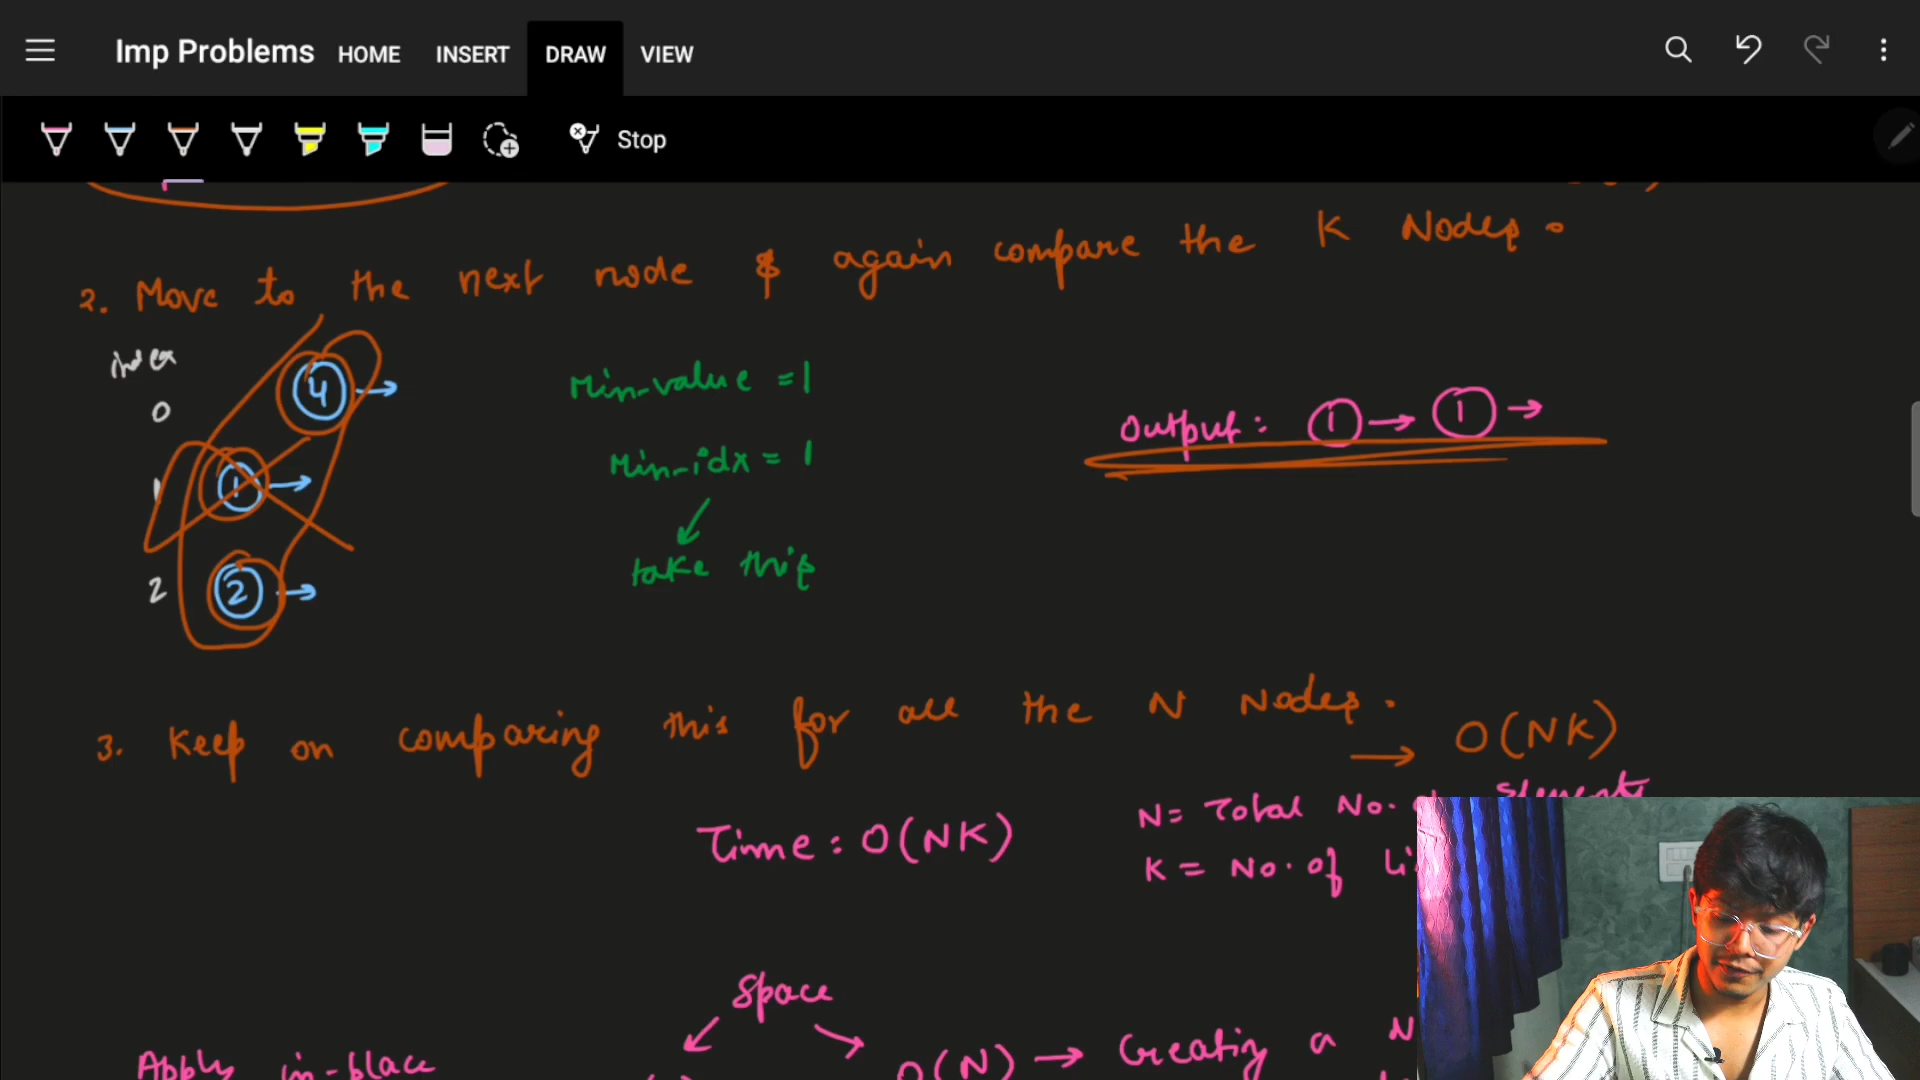 Imp Problems HOME INSERT DRAW VIEW
Stop
2. Move to the next node & again compare the K Nodes.
index
0
4
1
1
2
2
Min-value = 1
Min-idx = 1
take this
Output: 1 → 1 →
3. Keep on comparing this for all the N Nodes.
→ O(NK)
Time: O(NK)
N = Total No.
K = No. of
Space
Apply in-place
O(N) → Creating a N